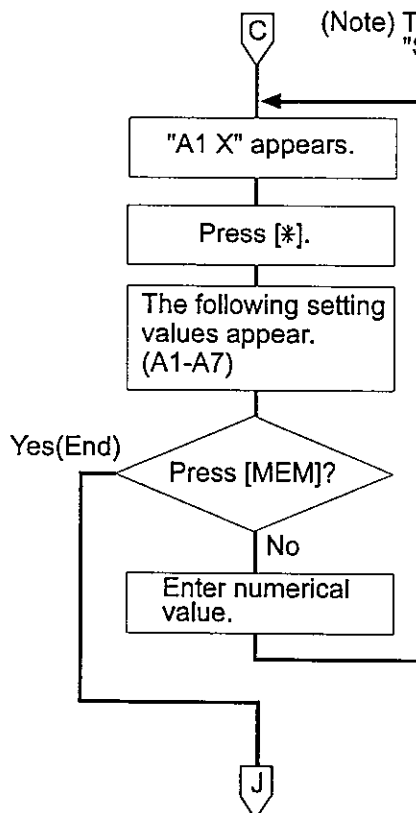 C
(Note) T
"S
"A1 X" appears.
Press [✳].
The following setting
values appear.
(A1-A7)
Yes(End)
Press [MEM]?
No
Enter numerical
value.
J